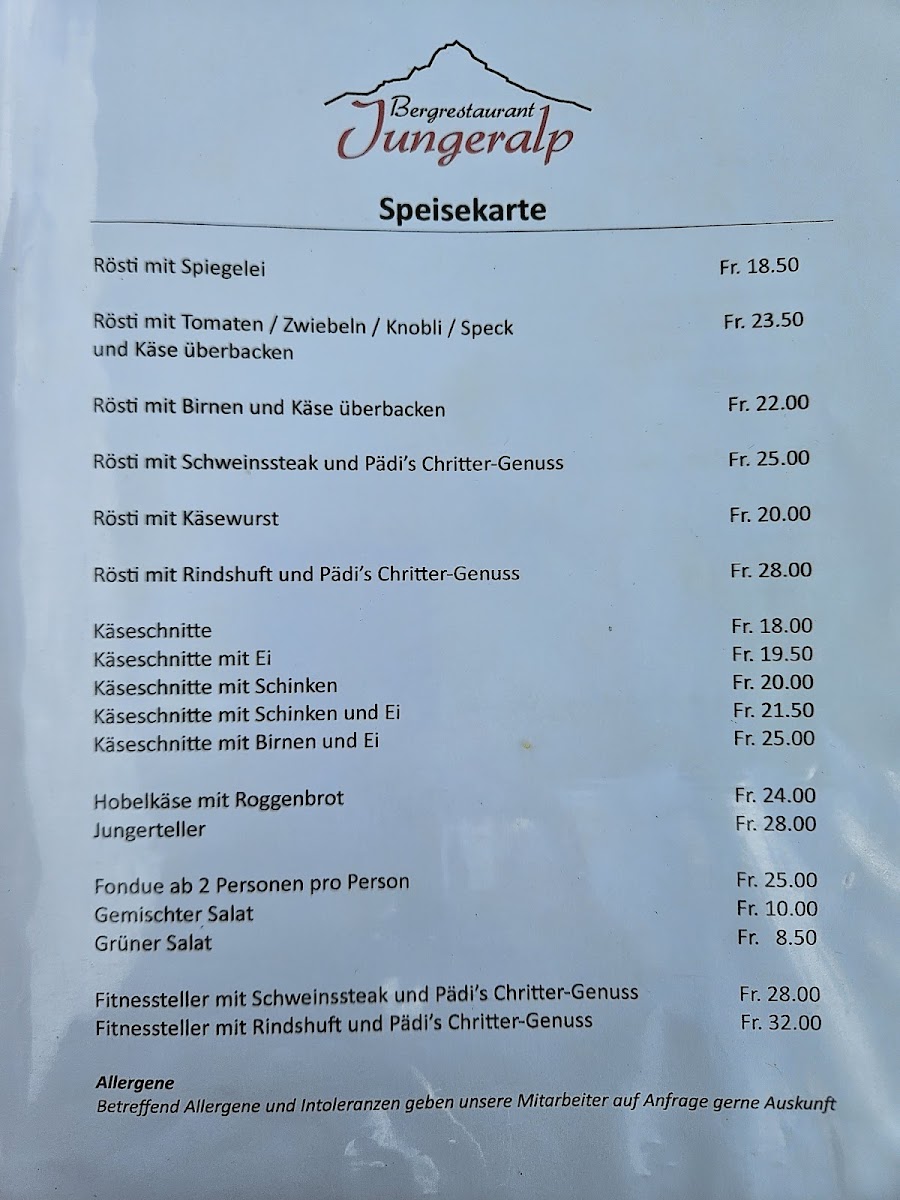 Bergrestaurant
Jungeralp
Speisekarte
Rösti mit Spiegelei Fr. 18.50
Rösti mit Tomaten / Zwiebeln / Knobli / Speck Fr. 23.50
und Käse überbacken
Rösti mit Birnen und Käse überbacken Fr. 22.00
Rösti mit Schweinssteak und Pädi's Chritter-Genuss Fr. 25.00
Rösti mit Käsewurst Fr. 20.00
Rösti mit Rindshuft und Pädi's Chritter-Genuss Fr. 28.00
Käseschnitte Fr. 18.00
Käseschnitte mit Ei Fr. 19.50
Käseschnitte mit Schinken Fr. 20.00
Käseschnitte mit Schinken und Ei Fr. 21.50
Käseschnitte mit Birnen und Ei Fr. 25.00
Hobelkäse mit Roggenbrot Fr. 24.00
Jungerteller Fr. 28.00
Fondue ab 2 Personen pro Person Fr. 25.00
Gemischter Salat Fr. 10.00
Grüner Salat Fr. 8.50
Fitnessteller mit Schweinssteak und Pädi's Chritter-Genuss Fr. 28.00
Fitnessteller mit Rindshuft und Pädi's Chritter-Genuss Fr. 32.00
Allergene
Betreffend Allergene und Intoleranzen geben unsere Mitarbeiter auf Anfrage gerne Auskunft